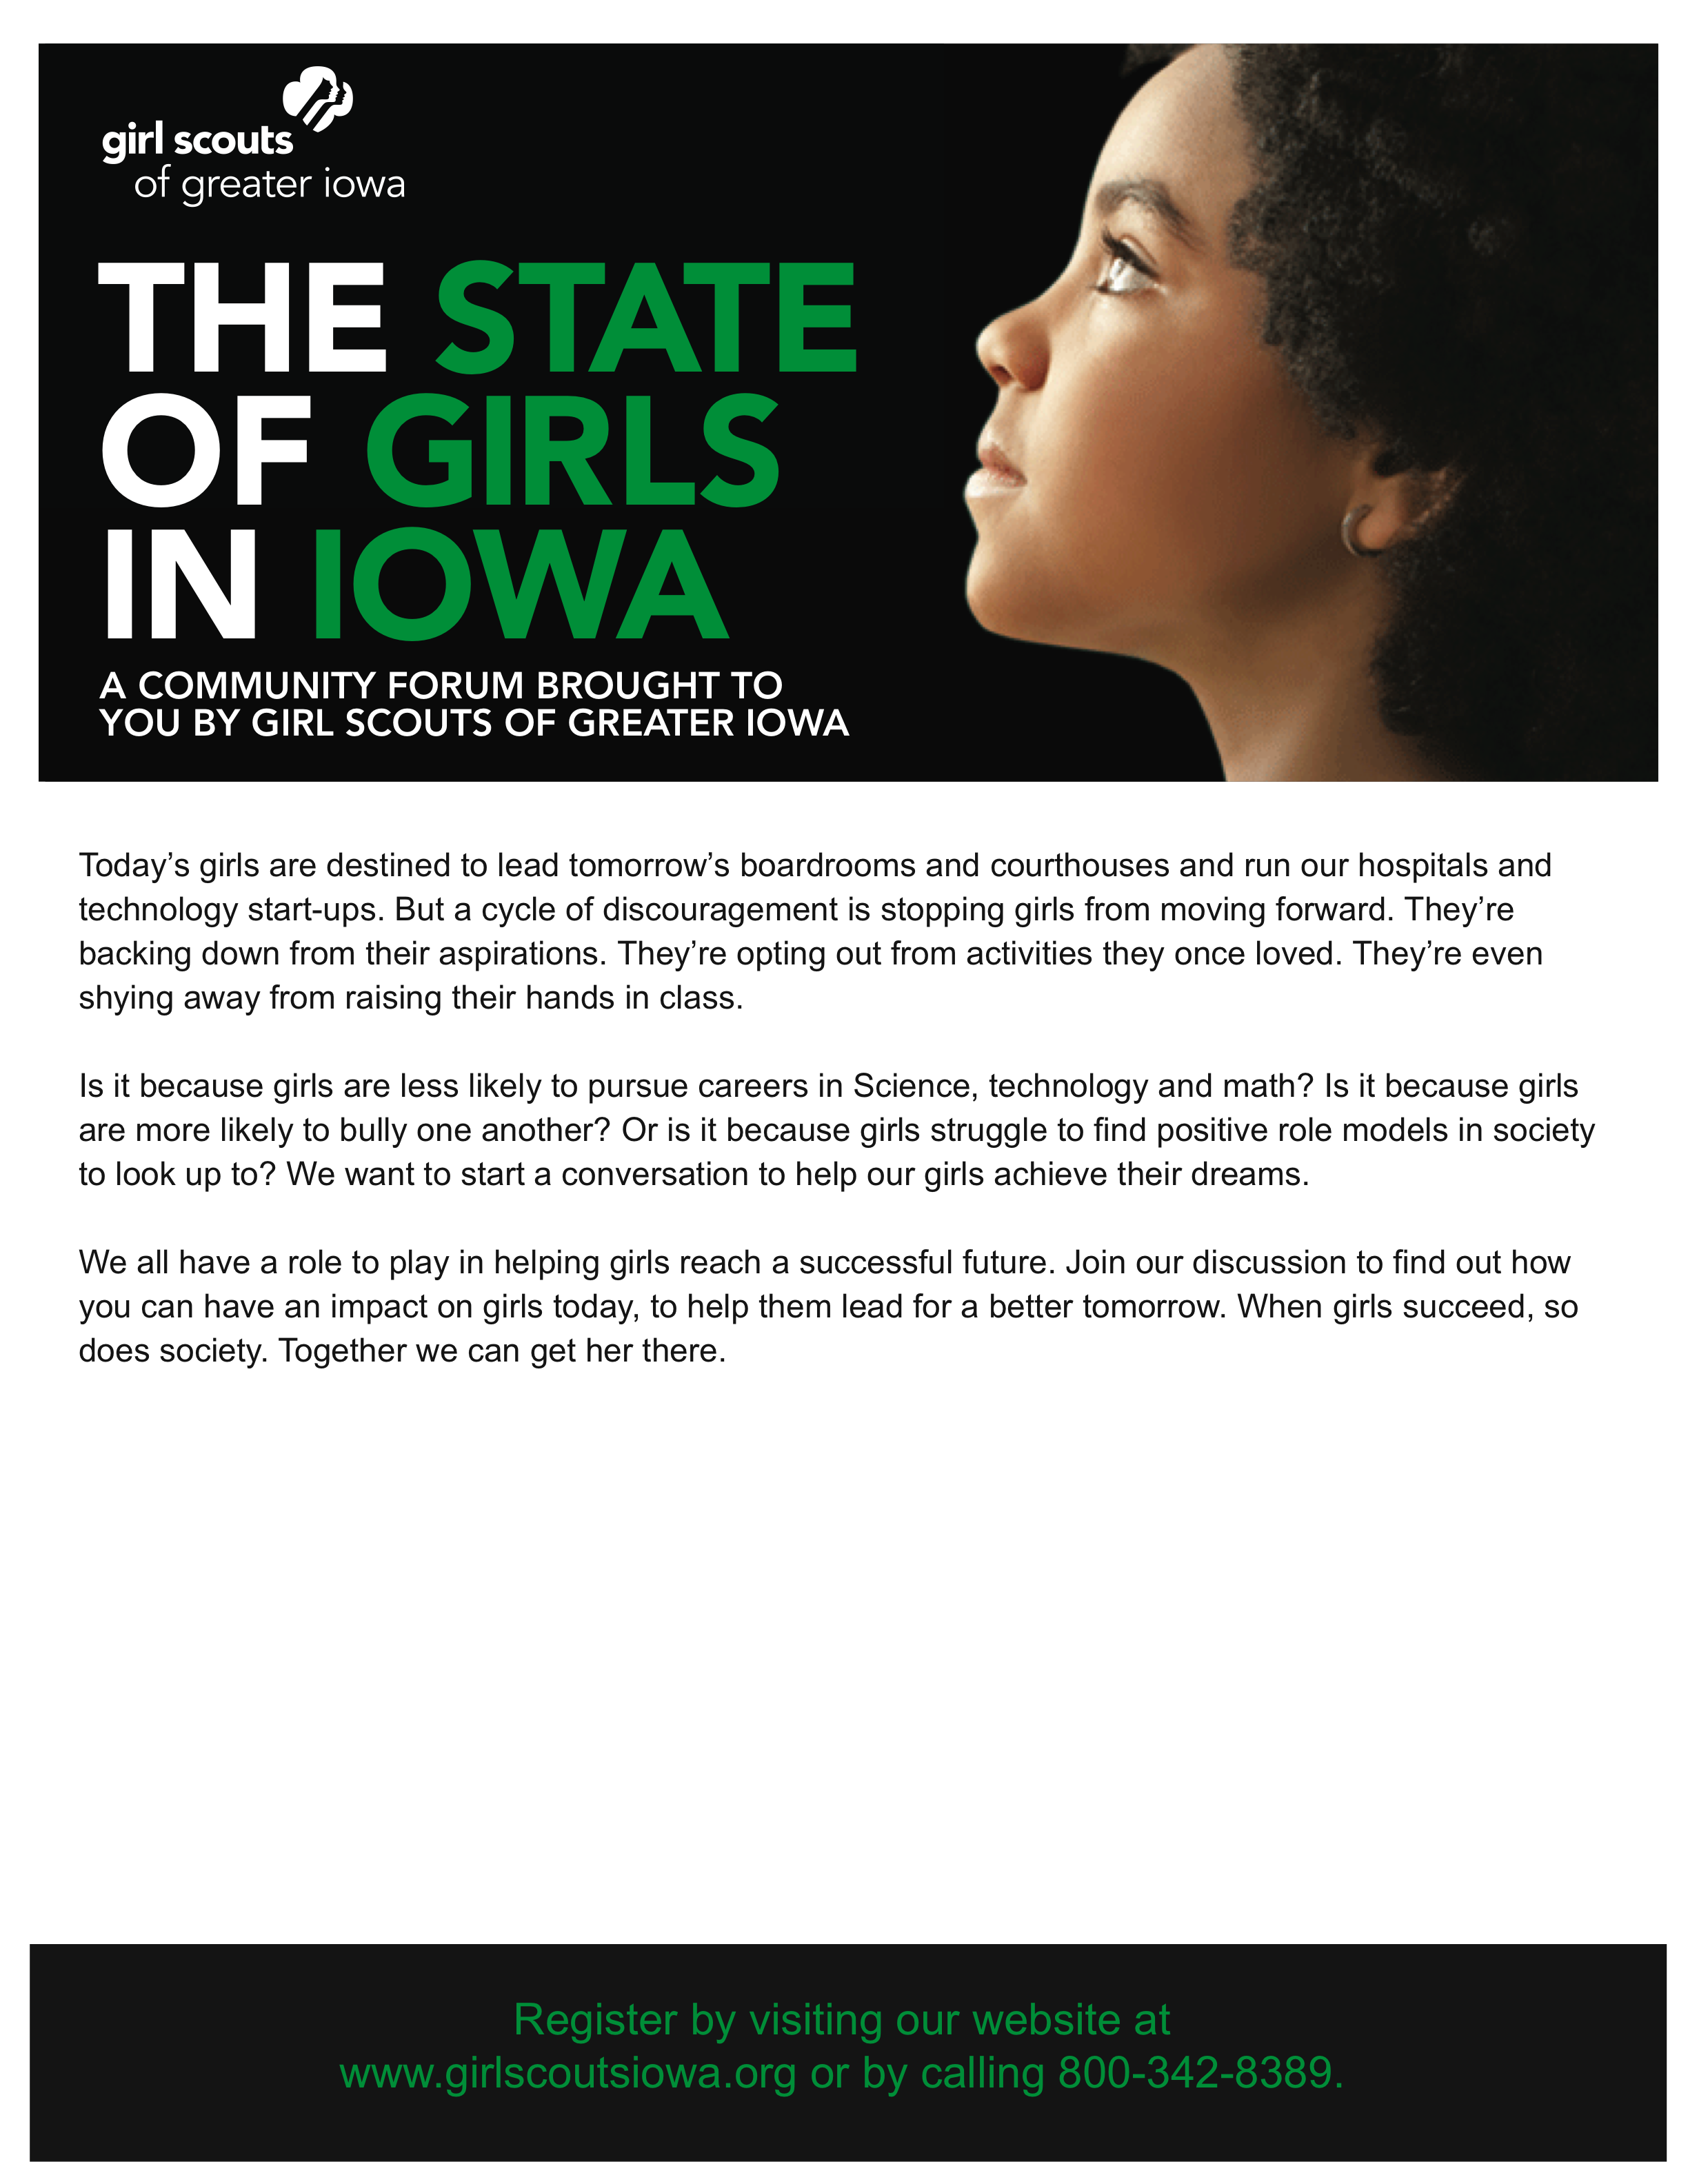 girl scouts
of greater iowa
THE STATE
OF GIRLS
IN IOWA
A COMMUNITY FORUM BROUGHT TO
YOU BY GIRL SCOUTS OF GREATER IOWA
Today’s girls are destined to lead tomorrow’s boardrooms and courthouses and run our hospitals and
technology start-ups. But a cycle of discouragement is stopping girls from moving forward. They’re
backing down from their aspirations. They’re opting out from activities they once loved. They’re even
shying away from raising their hands in class.
Is it because girls are less likely to pursue careers in Science, technology and math? Is it because girls
are more likely to bully one another? Or is it because girls struggle to find positive role models in society
to look up to? We want to start a conversation to help our girls achieve their dreams.
We all have a role to play in helping girls reach a successful future. Join our discussion to find out how
you can have an impact on girls today, to help them lead for a better tomorrow. When girls succeed, so
does society. Together we can get her there.
Register by visiting our website at
www.girlscoutsiowa.org or by calling 800-342-8389.